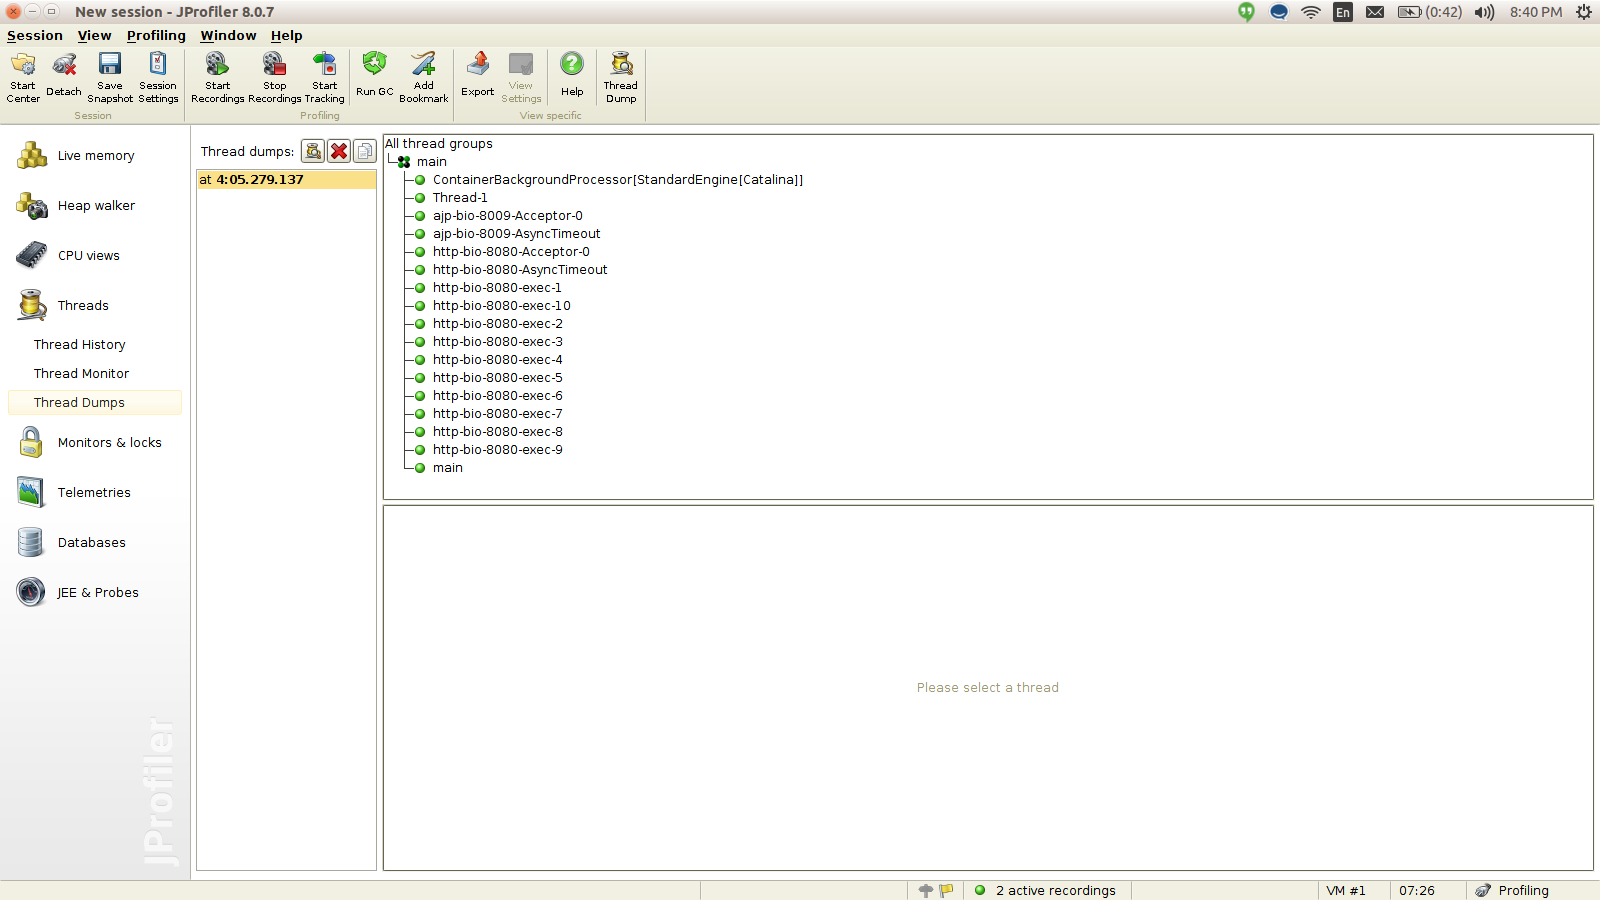 New session - JProfiler 8.0.7
En
(0:42)
8:40 PM
Session View Profiling Window Help
Start Center
Detach
Save Snapshot
Session Settings
Start Recordings
Stop Recordings
Start Tracking
Run GC
Add Bookmark
Export
View Settings
Help
Thread Dump
Session
Profiling
View specific
Live memory
Heap walker
CPU views
Threads
Thread History
Thread Monitor
Thread Dumps
Monitors & locks
Telemetries
Databases
JEE & Probes
JProfiler
Thread dumps:
at 4:05.279.137
All thread groups
main
ContainerBackgroundProcessor[StandardEngine[Catalina]]
Thread-1
ajp-bio-8009-Acceptor-0
ajp-bio-8009-AsyncTimeout
http-bio-8080-Acceptor-0
http-bio-8080-AsyncTimeout
http-bio-8080-exec-1
http-bio-8080-exec-10
http-bio-8080-exec-2
http-bio-8080-exec-3
http-bio-8080-exec-4
http-bio-8080-exec-5
http-bio-8080-exec-6
http-bio-8080-exec-7
http-bio-8080-exec-8
http-bio-8080-exec-9
main
Please select a thread
2 active recordings
VM #1
07:26
Profiling